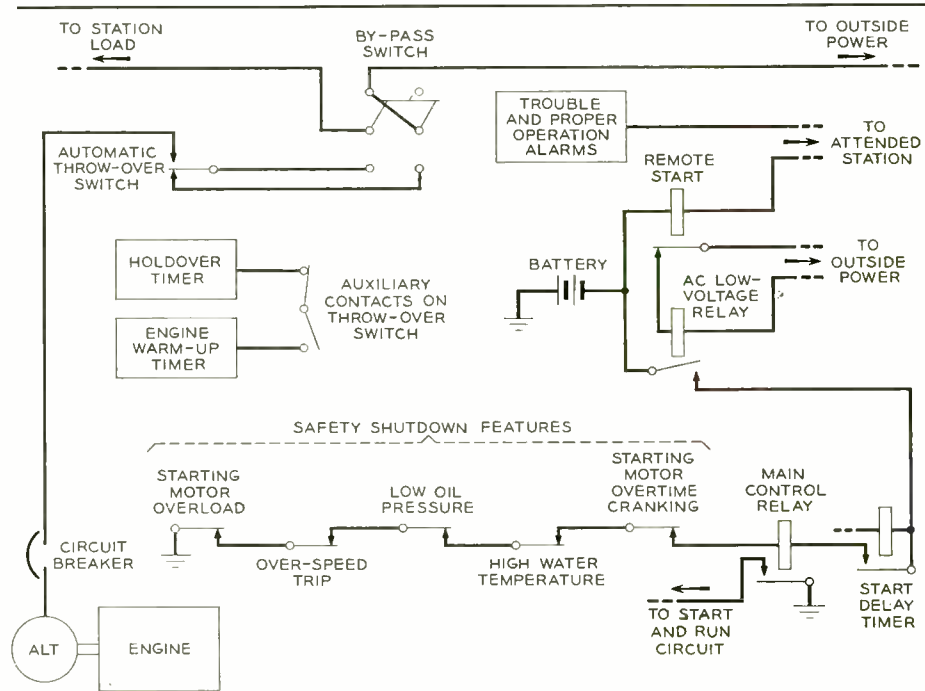 TO STATION
LOAD
BY-PASS
SWITCH
TO OUTSIDE
POWER
TROUBLE
AND PROPER
OPERATION
ALARMS
TO
ATTENDED
STATION
AUTOMATIC
THROW-OVER
SWITCH
REMOTE
START
HOLDOVER
TIMER
AUXILIARY
CONTACTS ON
THROW-OVER
SWITCH
ENGINE
WARM-UP
TIMER
BATTERY
AC LOW-
VOLTAGE
RELAY
TO
OUTSIDE
POWER
SAFETY SHUTDOWN FEATURES
STARTING
MOTOR
OVERLOAD
OVER-SPEED
TRIP
LOW OIL
PRESSURE
HIGH WATER
TEMPERATURE
STARTING
MOTOR
OVERTIME
CRANKING
MAIN
CONTROL
RELAY
START
DELAY
TIMER
TO START
AND RUN
CIRCUIT
CIRCUIT
BREAKER
ALT
ENGINE